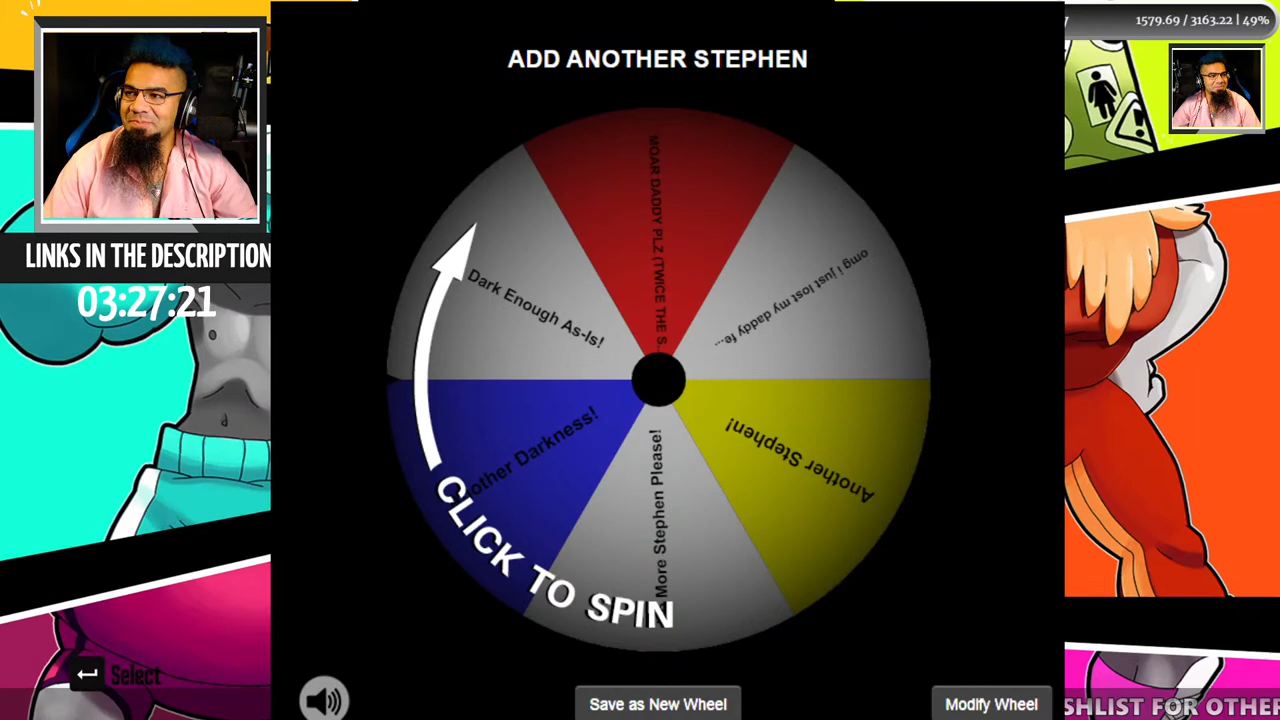 1579.69 / 3163.22 | 49%
ADD ANOTHER STEPHEN
MOAR DADDY PLZ (TWICE THE S...
omg i just lost my daddy fe...
Dark Enough As-Is!
LINKS IN THE DESCRIPTION
03:27:21
other Darkness!
Another Stephen!
More Stephen Please!
CLICK TO SPIN
Select
Save as New Wheel
Modify Wheel
SHLIST FOR OTHER